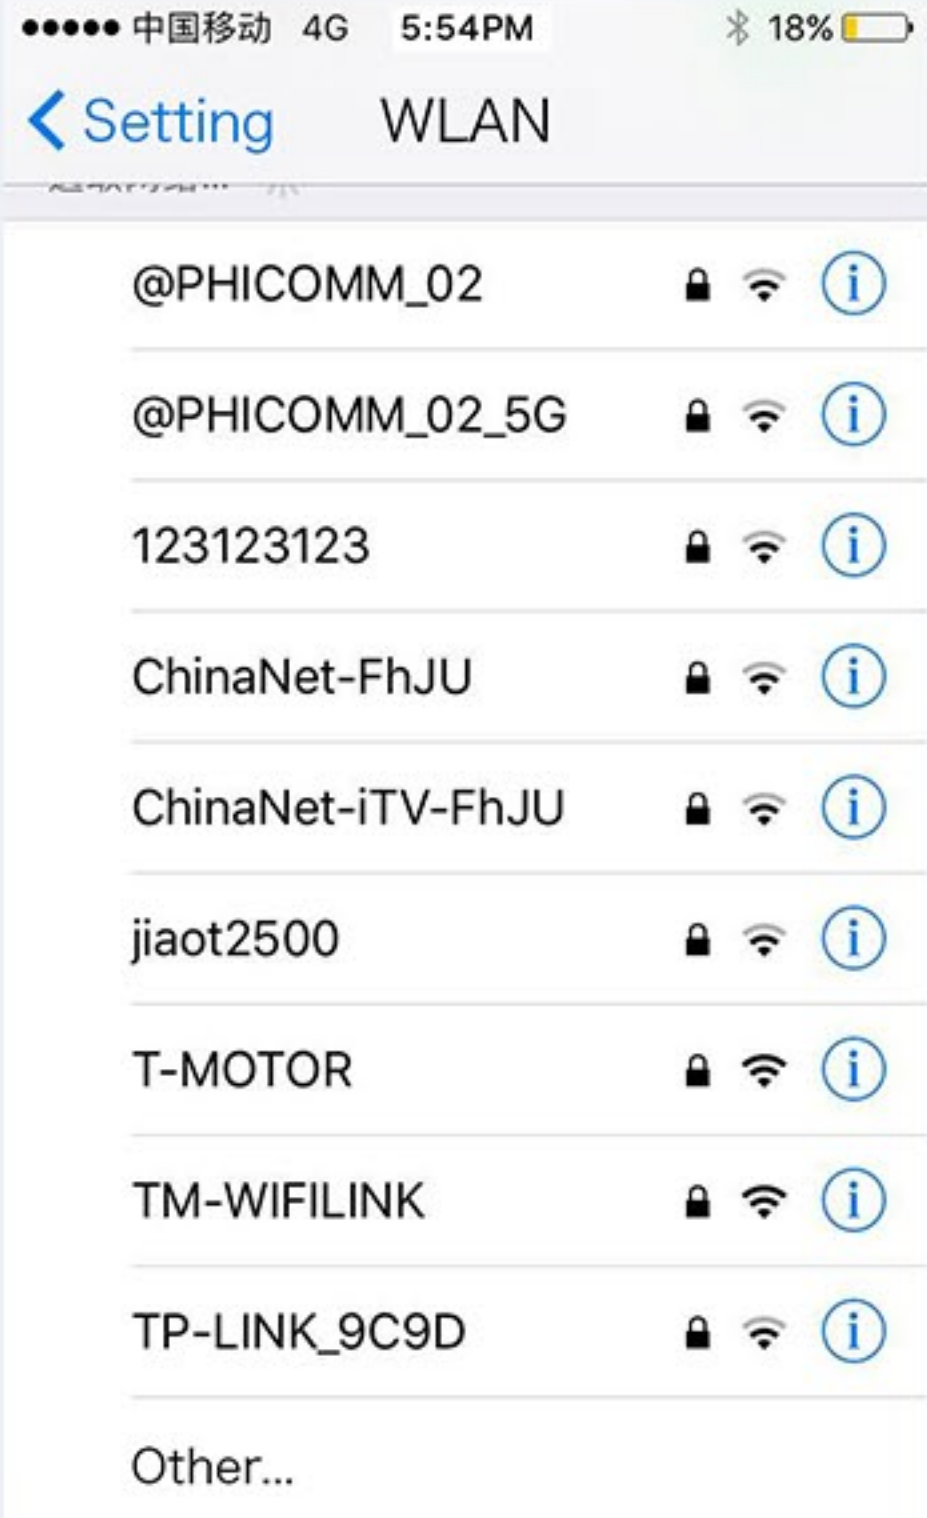 中国移动 4G 5:54PM 18%
Setting WLAN
@PHICOMM_02
@PHICOMM_02_5G
123123123
ChinaNet-FhJU
ChinaNet-iTV-FhJU
jiaot2500
T-MOTOR
TM-WIFILINK
TP-LINK_9C9D
Other...